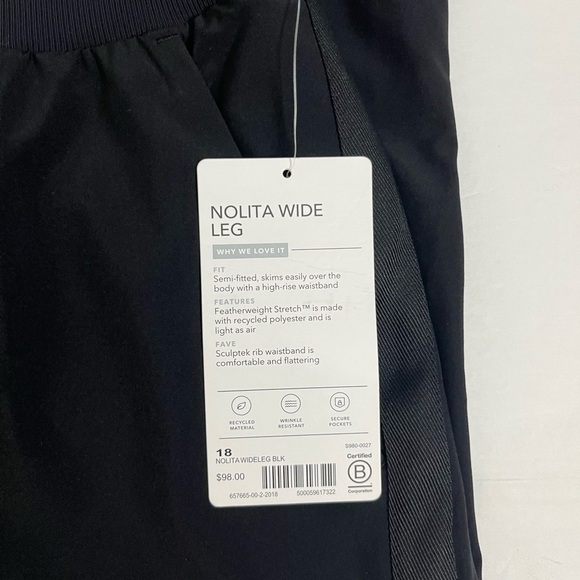 NOLITA WIDE
LEG
WHY WE LOVE IT
FIT
Semi-fitted, skims easily over the
body with a high-rise waistband
FEATURES
Featherweight Stretch™ is made
with recycled polyester and is
light as air
FAVE
Sculptek rib waistband is
comfortable and flattering
RECYCLED
MATERIAL
WRINKLE
RESISTANT
SECURE
POCKETS
18
S980-0027
NOLITA WIDELEG BLK
$98.00
657665-00-2-2018
500059617322
Certified
B
Corporation